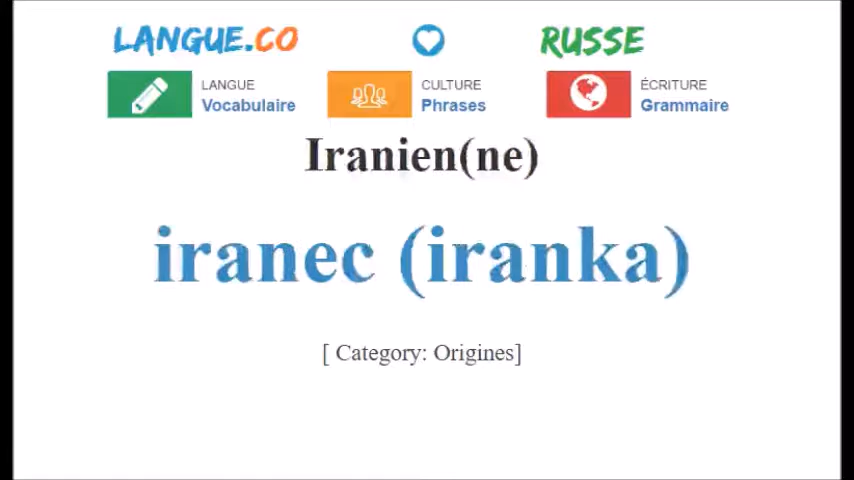 LANGUE.CO
RUSSE
LANGUE
Vocabulaire
CULTURE
Phrases
ÉCRITURE
Grammaire
Iranien(ne)
iranec (iranka)
[ Category: Origines]